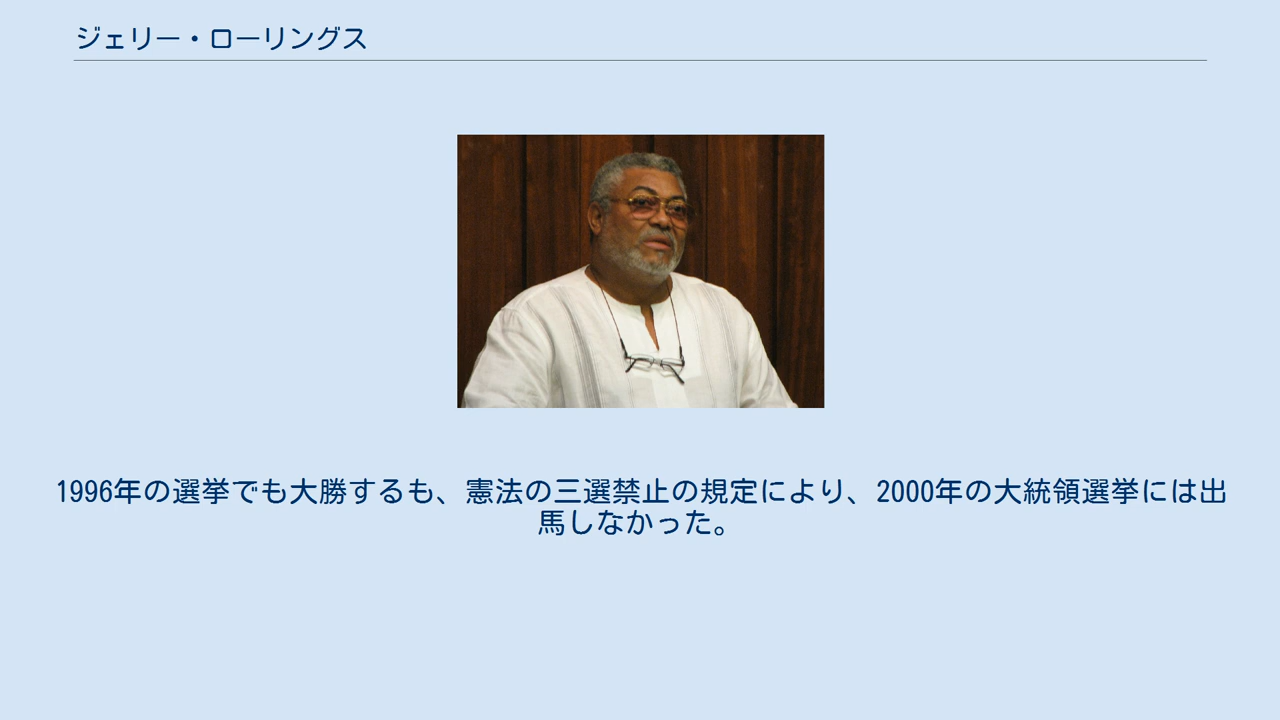 ジェリー・ローリングス
1996年の選挙でも大勝するも、憲法の三選禁止の規定により、2000年の大統領選挙には出
馬しなかった。